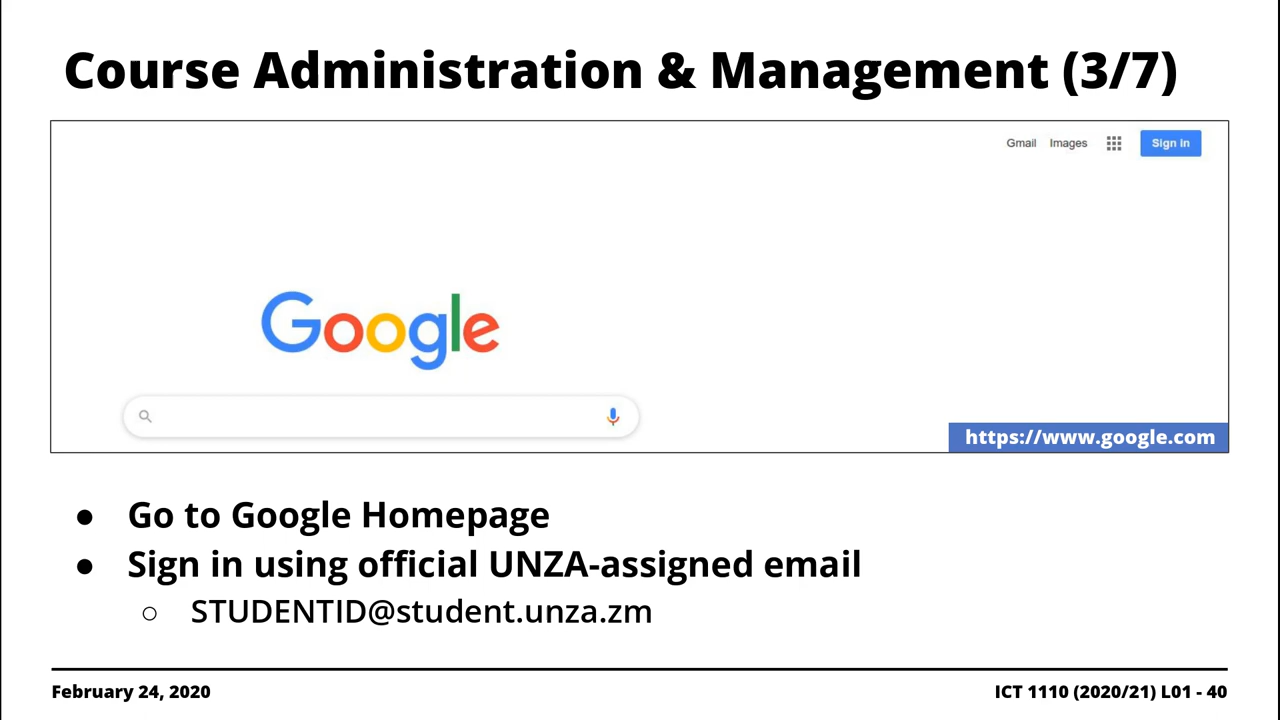 Course Administration & Management (3/7)
Gmail Images Sign in
Google
https://www.google.com
● Go to Google Homepage
● Sign in using official UNZA-assigned email
○ STUDENTID@student.unza.zm
February 24, 2020 ICT 1110 (2020/21) L01 - 40